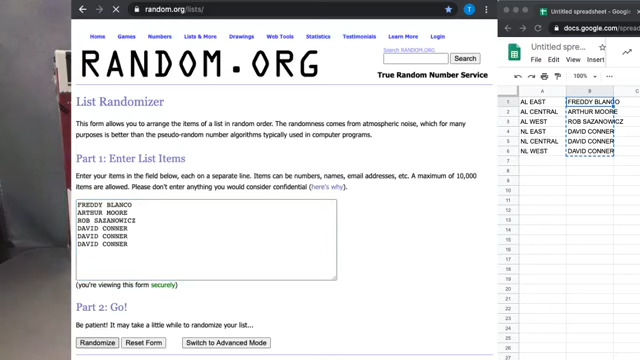 random.org/lists/
T
Untitled spreadsheet
docs.google.com/sprea
Home Games Numbers Lists & More Drawings Web Tools Statistics Testimonials Learn More Login
Search RANDOM.ORG
Search
RANDOM.ORG
True Random Number Service
Untitled spre...
File Edit View Insert
100%
A B C
1 AL EAST FREDDY BLANCO
2 AL CENTRAL ARTHUR MOORE
3 AL WEST ROB SAZANOWICZ
4 NL EAST DAVID CONNER
5 NL CENTRAL DAVID CONNER
6 NL WEST DAVID CONNER
7
8
9
10
11
12
13
14
15
16
17
18
19
20
21
22
23
24
25
26
27
List Randomizer
This form allows you to arrange the items of a list in random order. The randomness comes from atmospheric noise, which for many
purposes is better than the pseudo-random number algorithms typically used in computer programs.
Part 1: Enter List Items
Enter your items in the field below, each on a separate line. Items can be numbers, names, email addresses, etc. A maximum of 10,000
items are allowed. Please don't enter anything you would consider confidential (here's why).
FREDDY BLANCO
ARTHUR MOORE
ROB SAZANOWICZ
DAVID CONNER
DAVID CONNER
DAVID CONNER
(you're viewing this form securely)
Part 2: Go!
Be patient! It may take a little while to randomize your list...
Randomize Reset Form Switch to Advanced Mode